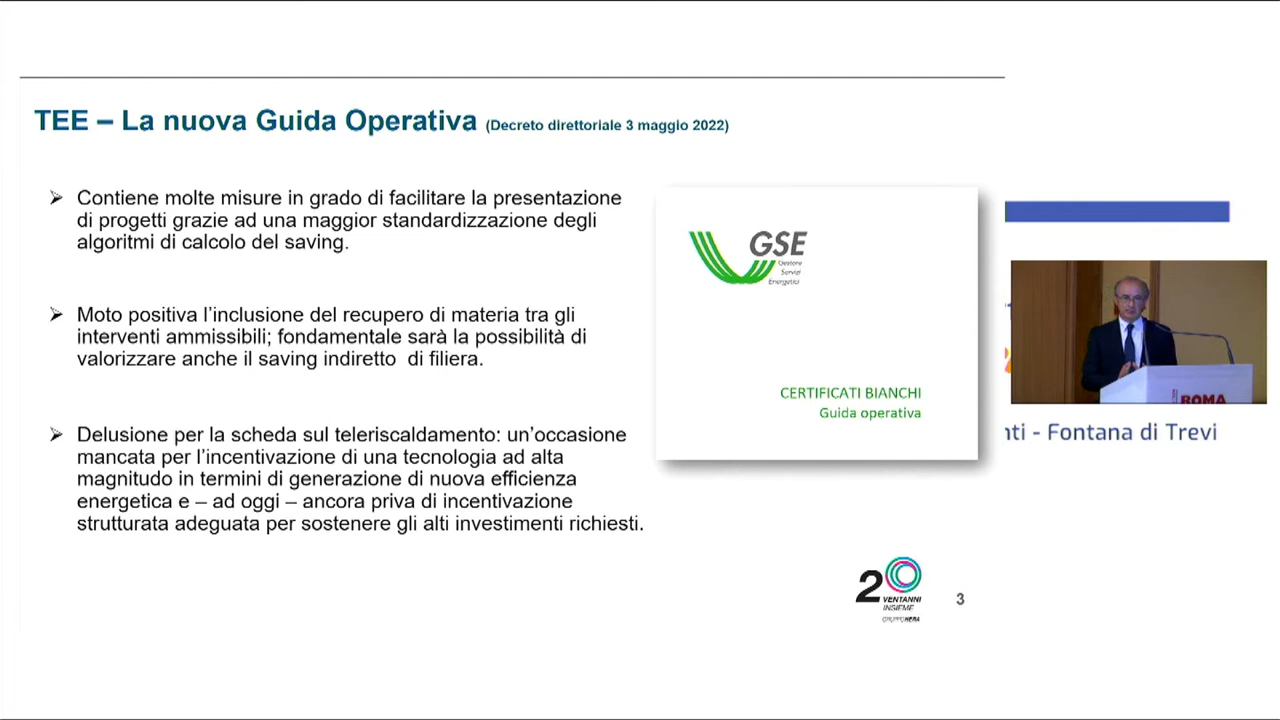 TEE – La nuova Guida Operativa (Decreto direttoriale 3 maggio 2022)
Contiene molte misure in grado di facilitare la presentazione
di progetti grazie ad una maggior standardizzazione degli
algoritmi di calcolo del saving.
Moto positiva l’inclusione del recupero di materia tra gli
interventi ammissibili; fondamentale sarà la possibilità di
valorizzare anche il saving indiretto di filiera.
Delusione per la scheda sul teleriscaldamento: un’occasione
mancata per l’incentivazione di una tecnologia ad alta
magnitudo in termini di generazione di nuova efficienza
energetica e – ad oggi – ancora priva di incentivazione
strutturata adeguata per sostenere gli alti investimenti richiesti.
GSE
Gestore
Servizi
Energetici
CERTIFICATI BIANCHI
Guida operativa
20
VENTANNI
INSIEME
GRUPPOHERA
3
ROMA
nti - Fontana di Trevi